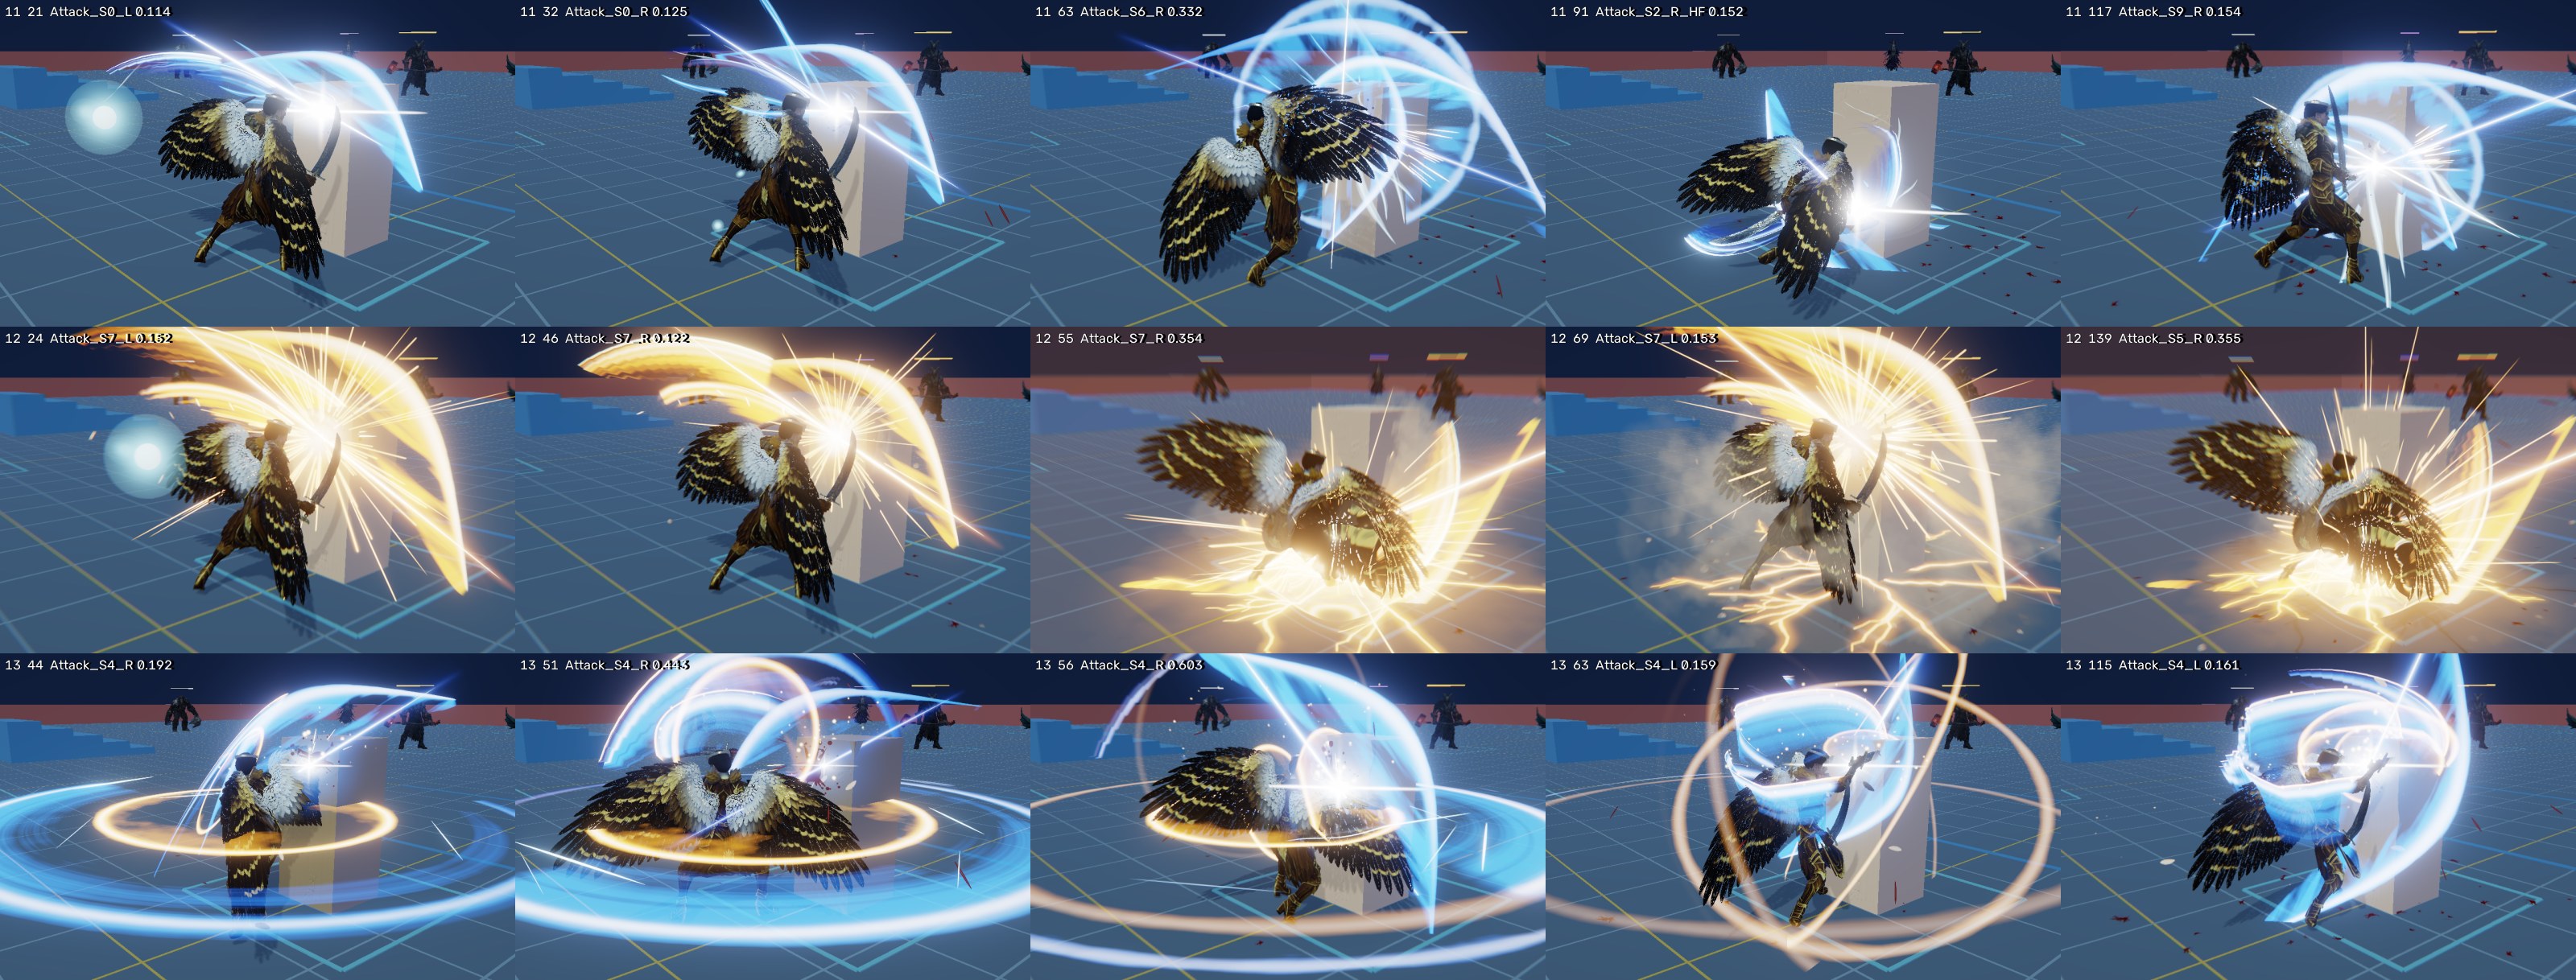 11 21 Attack_S0_L 0.114
11 32 Attack_S0_R 0.125
11 63 Attack_S6_R 0.332
11 91 Attack_S2_R_HF 0.152
11 117 Attack_S9_R 0.154
12 24 Attack_S7_L 0.152
12 46 Attack_S7_R 0.122
12 55 Attack_S7_R 0.354
12 69 Attack_S7_L 0.153
12 139 Attack_S5_R 0.355
13 44 Attack_S4_R 0.192
13 51 Attack_S4_R 0.443
13 56 Attack_S4_R 0.603
13 63 Attack_S4_L 0.159
13 115 Attack_S4_L 0.161